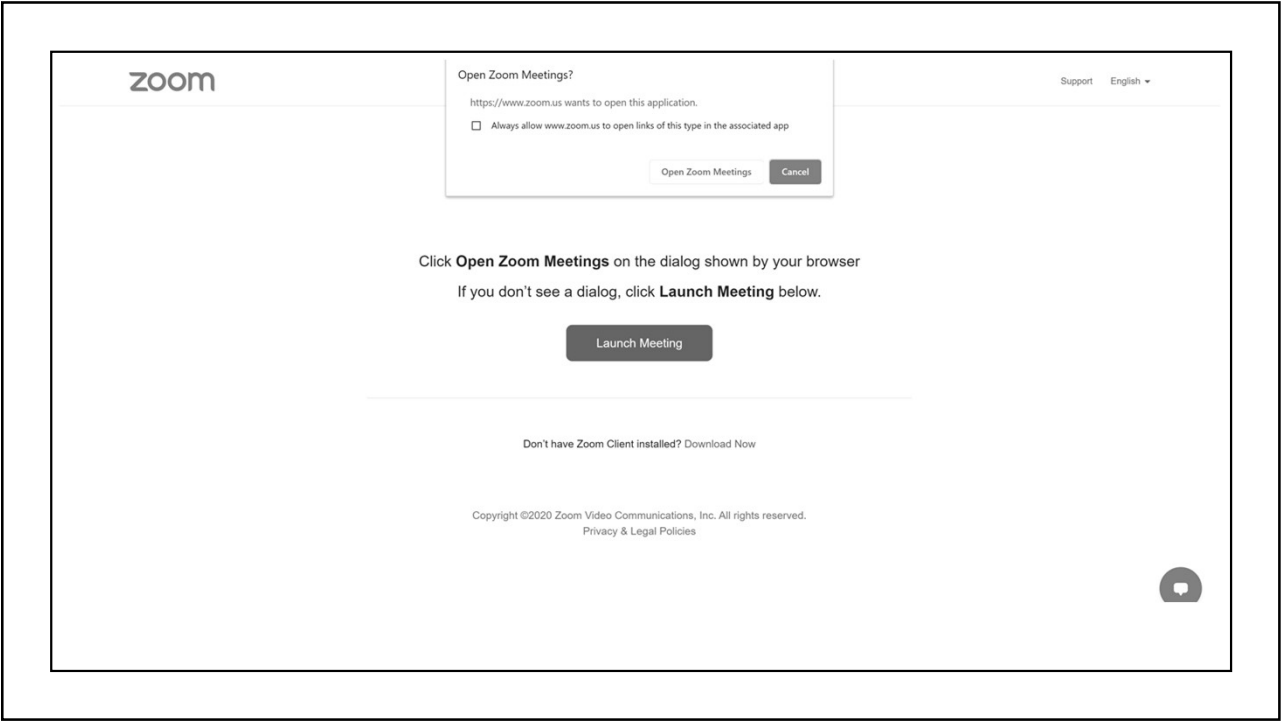 zoom
Support English
Open Zoom Meetings?
https://www.zoom.us wants to open this application.
Always allow www.zoom.us to open links of this type in the associated app
Open Zoom Meetings Cancel
Click Open Zoom Meetings on the dialog shown by your browser
If you don't see a dialog, click Launch Meeting below.
Launch Meeting
Don't have Zoom Client installed? Download Now
Copyright ©2020 Zoom Video Communications, Inc. All rights reserved.
Privacy & Legal Policies